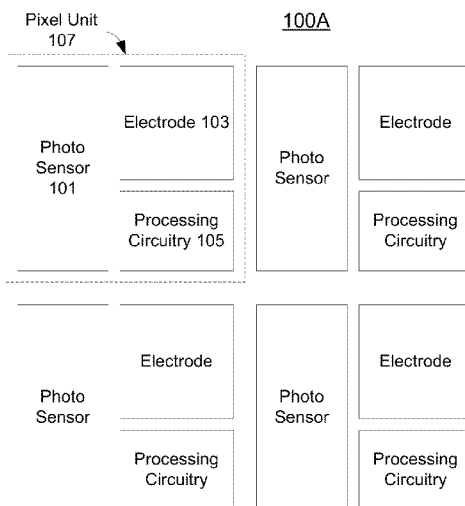 Pixel Unit
107
100A
Photo
Sensor
101
Electrode 103
Processing
Circuitry 105
Photo
Sensor
Electrode
Processing
Circuitry
Photo
Sensor
Electrode
Processing
Circuitry
Photo
Sensor
Electrode
Processing
Circuitry